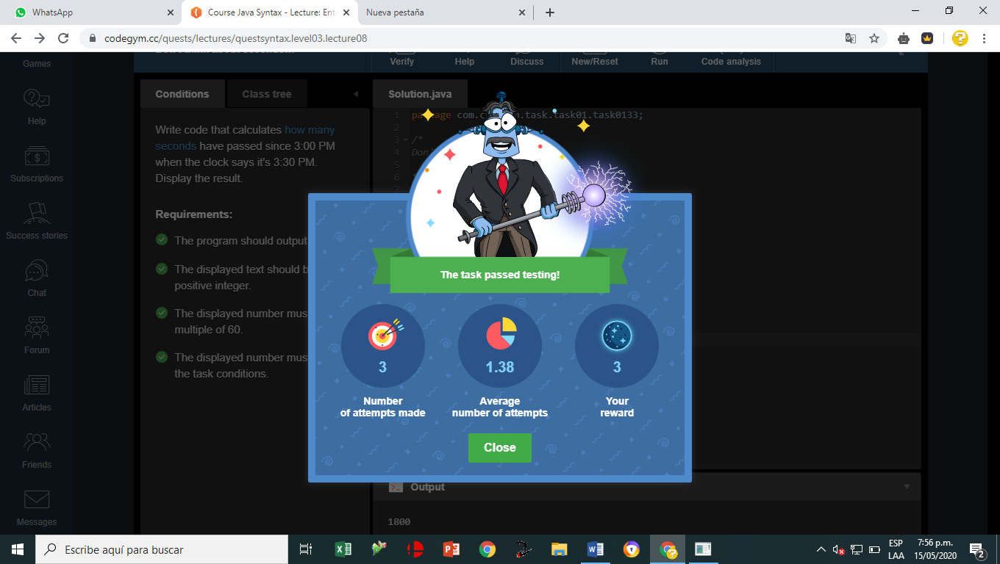 WhatsApp
Course Java Syntax - Lecture: Ent
Nueva pestaña
codegym.cc/quests/lectures/questsyntax.level03.lecture08
Games
Help
Subscriptions
Success stories
Chat
Forum
Articles
Friends
Messages
Verify
Help
Discuss
New/Reset
Run
Code analysis
Conditions
Class tree
Write code that calculates how many
seconds have passed since 3:00 PM
when the clock says it's 3:30 PM.
Display the result.
Requirements:
The program should output
The displayed text should b
positive integer.
The displayed number mus
multiple of 60.
The displayed number mus
the task conditions.
Solution.java
1 package com.c .task.task01.task0133;
2
3 /*
4 Don
5
6
7
The task passed testing!
3
Number
of attempts made
1.38
Average
number of attempts
3
Your
reward
Close
Output
1800
Escribe aquí para buscar
ESP
LAA
7:56 p.m.
15/05/2020
2